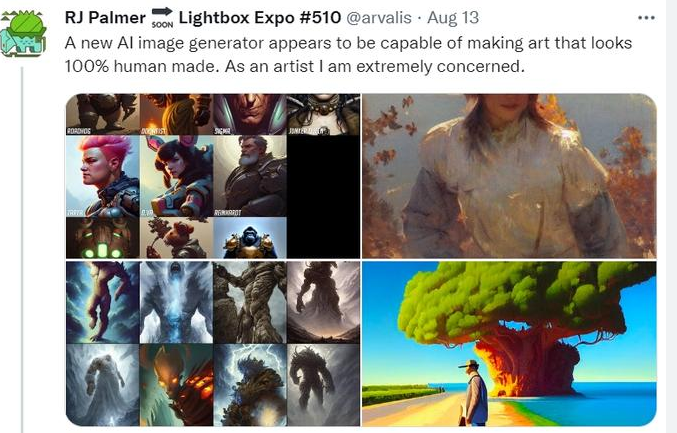 RJ Palmer SOON Lightbox Expo #510 @arvalis · Aug 13
A new AI image generator appears to be capable of making art that looks
100% human made. As an artist I am extremely concerned.
ROADHOG
SIGMA
JUNKER QUEEN
ZARYA
D.VA
REINHARDT